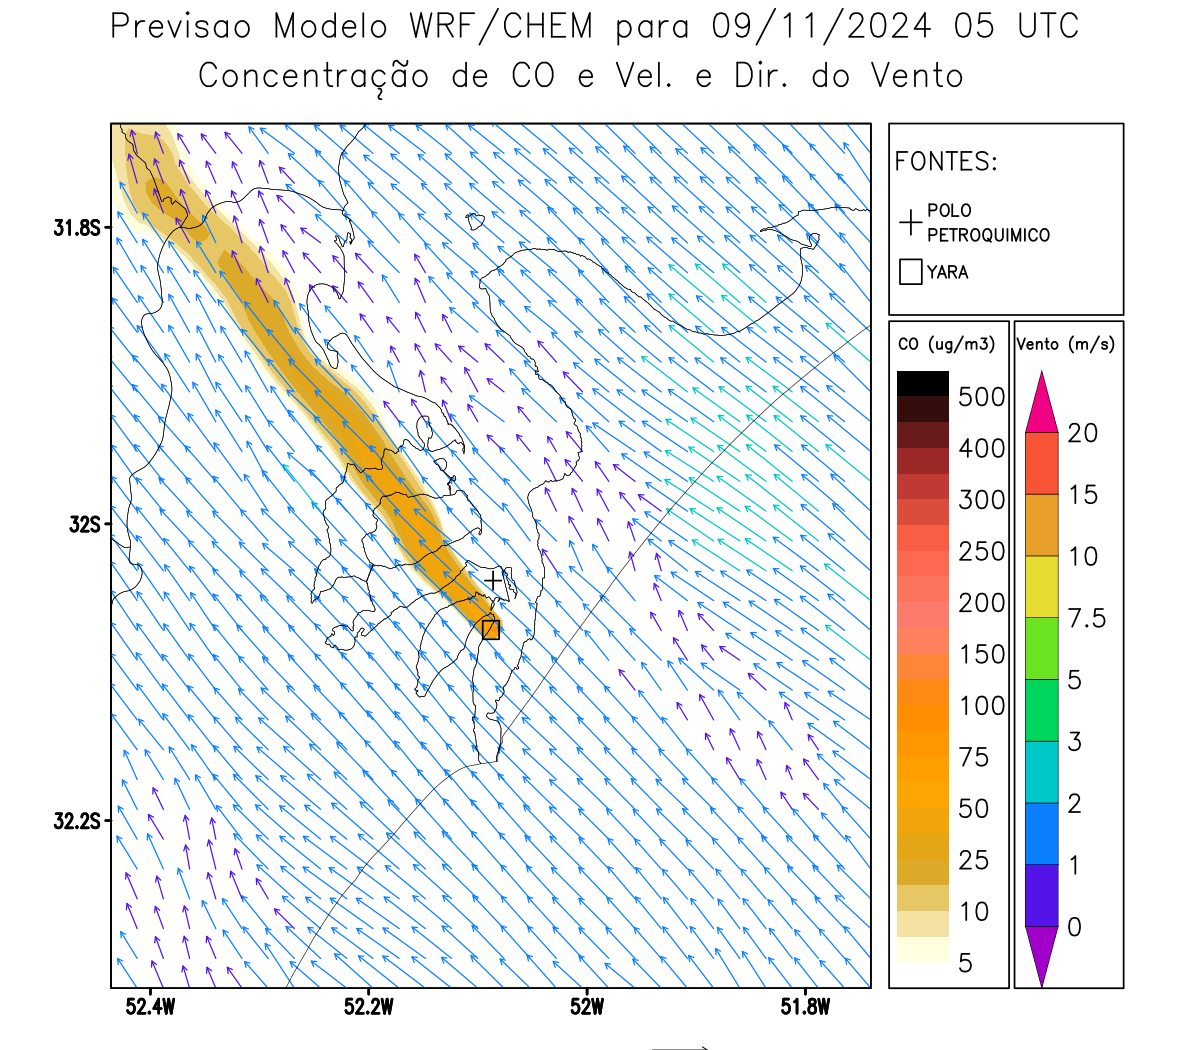 Previsao Modelo WRF/CHEM para 09/11/2024 05 UTC
Concentração de CO e Vel. e Dir. do Vento
FONTES:
POLO
PETROQUIMICO
YARA
CO (ug/m3)
500
400
300
250
200
150
100
75
50
25
10
5
Vento (m/s)
20
15
10
7.5
5
3
2
1
0
31.8S
32S
32.2S
52.4W
52.2W
52W
51.8W